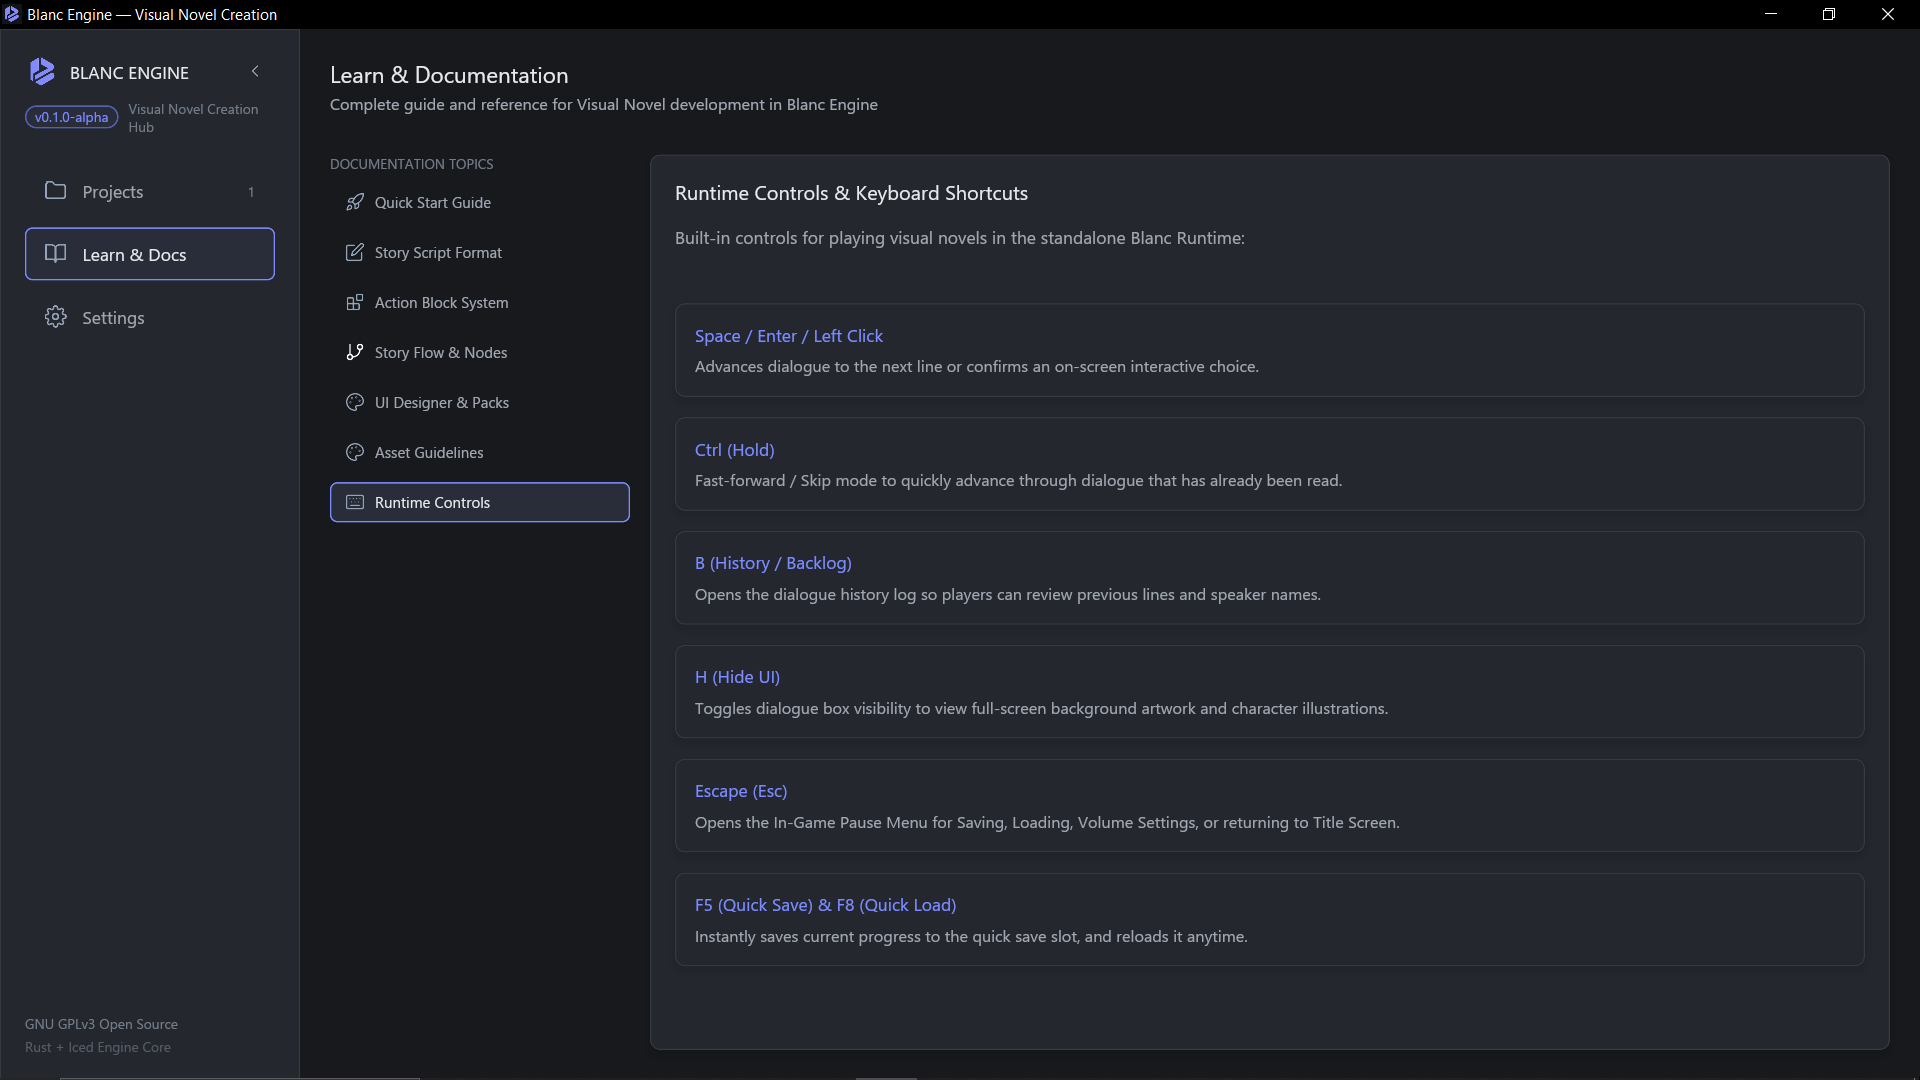 Blanc Engine — Visual Novel Creation
BLANC ENGINE
v0.1.0-alpha
Visual Novel Creation
Hub
Projects
1
Learn & Docs
Settings
GNU GPLv3 Open Source
Rust + Iced Engine Core
Learn & Documentation
Complete guide and reference for Visual Novel development in Blanc Engine
DOCUMENTATION TOPICS
Quick Start Guide
Story Script Format
Action Block System
Story Flow & Nodes
UI Designer & Packs
Asset Guidelines
Runtime Controls
Runtime Controls & Keyboard Shortcuts
Built-in controls for playing visual novels in the standalone Blanc Runtime:
Space / Enter / Left Click
Advances dialogue to the next line or confirms an on-screen interactive choice.
Ctrl (Hold)
Fast-forward / Skip mode to quickly advance through dialogue that has already been read.
B (History / Backlog)
Opens the dialogue history log so players can review previous lines and speaker names.
H (Hide UI)
Toggles dialogue box visibility to view full-screen background artwork and character illustrations.
Escape (Esc)
Opens the In-Game Pause Menu for Saving, Loading, Volume Settings, or returning to Title Screen.
F5 (Quick Save) & F8 (Quick Load)
Instantly saves current progress to the quick save slot, and reloads it anytime.